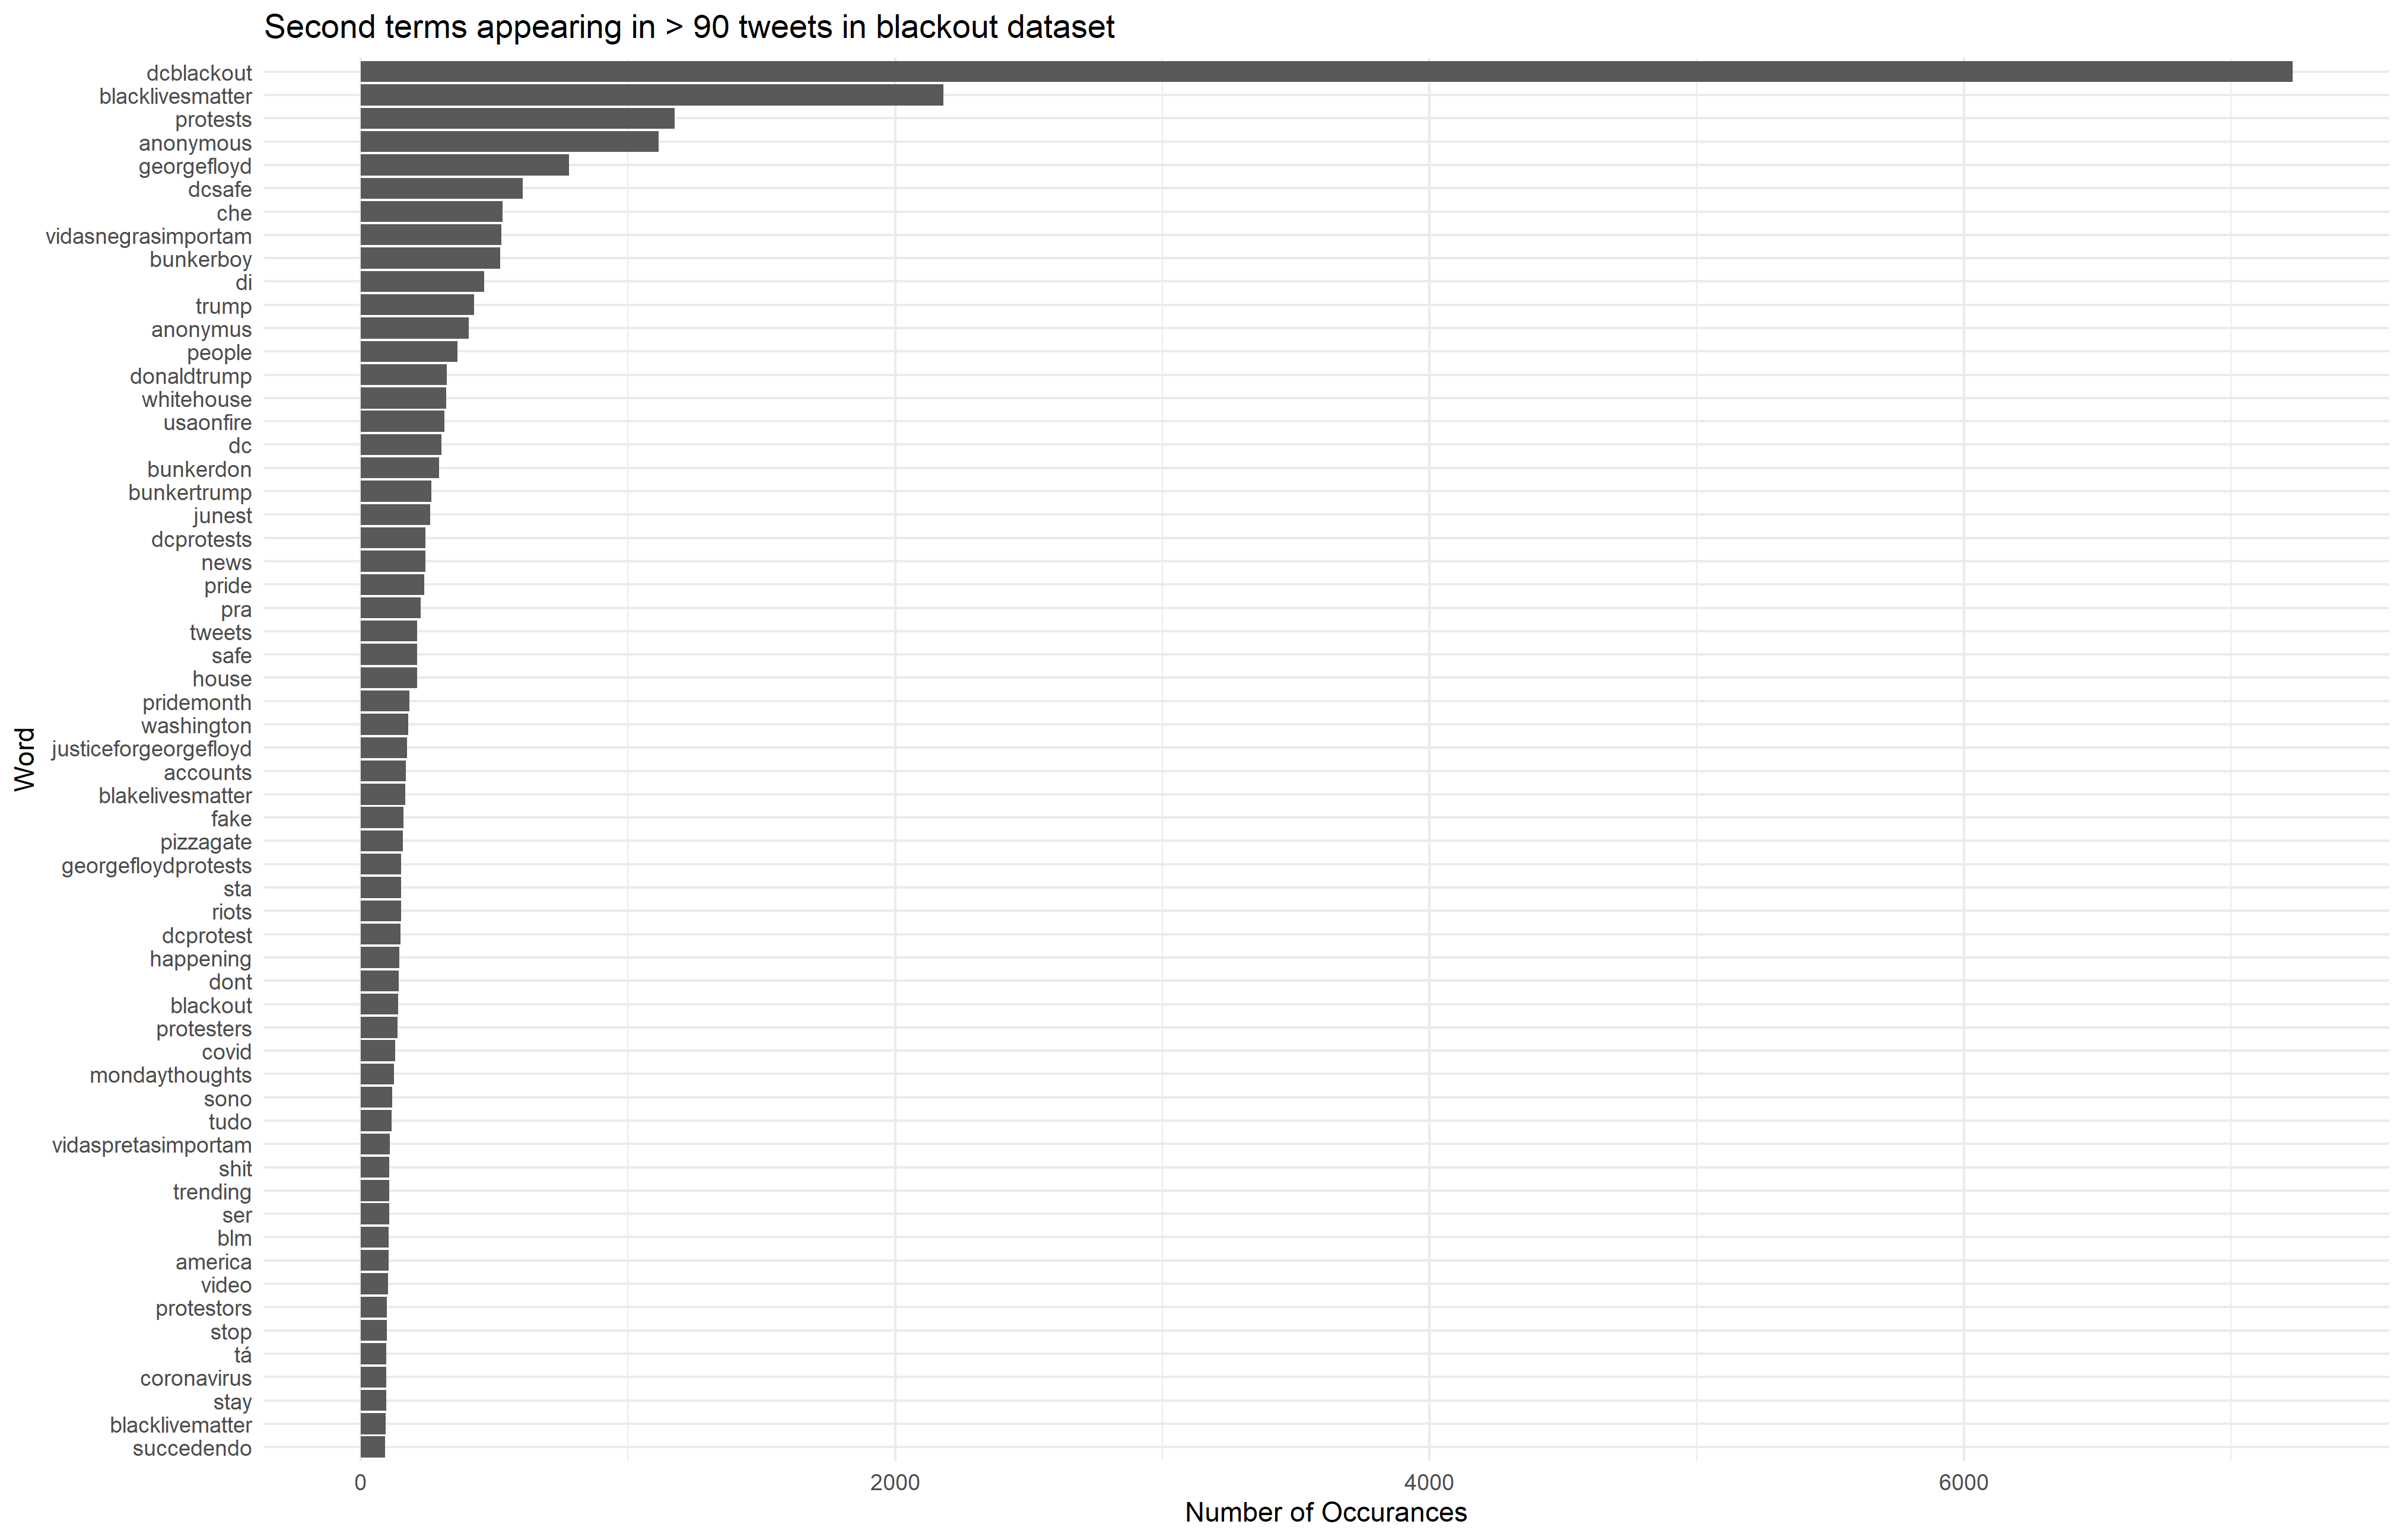 Second terms appearing in > 90 tweets in blackout dataset
dcblackout
blacklivesmatter
protests
anonymous
georgefloyd
dcsafe
che
vidasnegrasimportam
bunkerboy
di
trump
anonymus
people
donaldtrump
whitehouse
usaonfire
dc
bunkerdon
bunkertrump
junest
dcprotests
news
pride
pra
tweets
safe
house
pridemonth
washington
justiceforgeorgefloyd
accounts
blakelivesmatter
fake
pizzagate
georgefloydprotests
sta
riots
dcprotest
happening
dont
blackout
protesters
covid
mondaythoughts
sono
tudo
vidaspretasimportam
shit
trending
ser
blm
america
video
protestors
stop
tá
coronavirus
stay
blacklivematter
succedendo
Word
0 2000 4000 6000
Number of Occurances